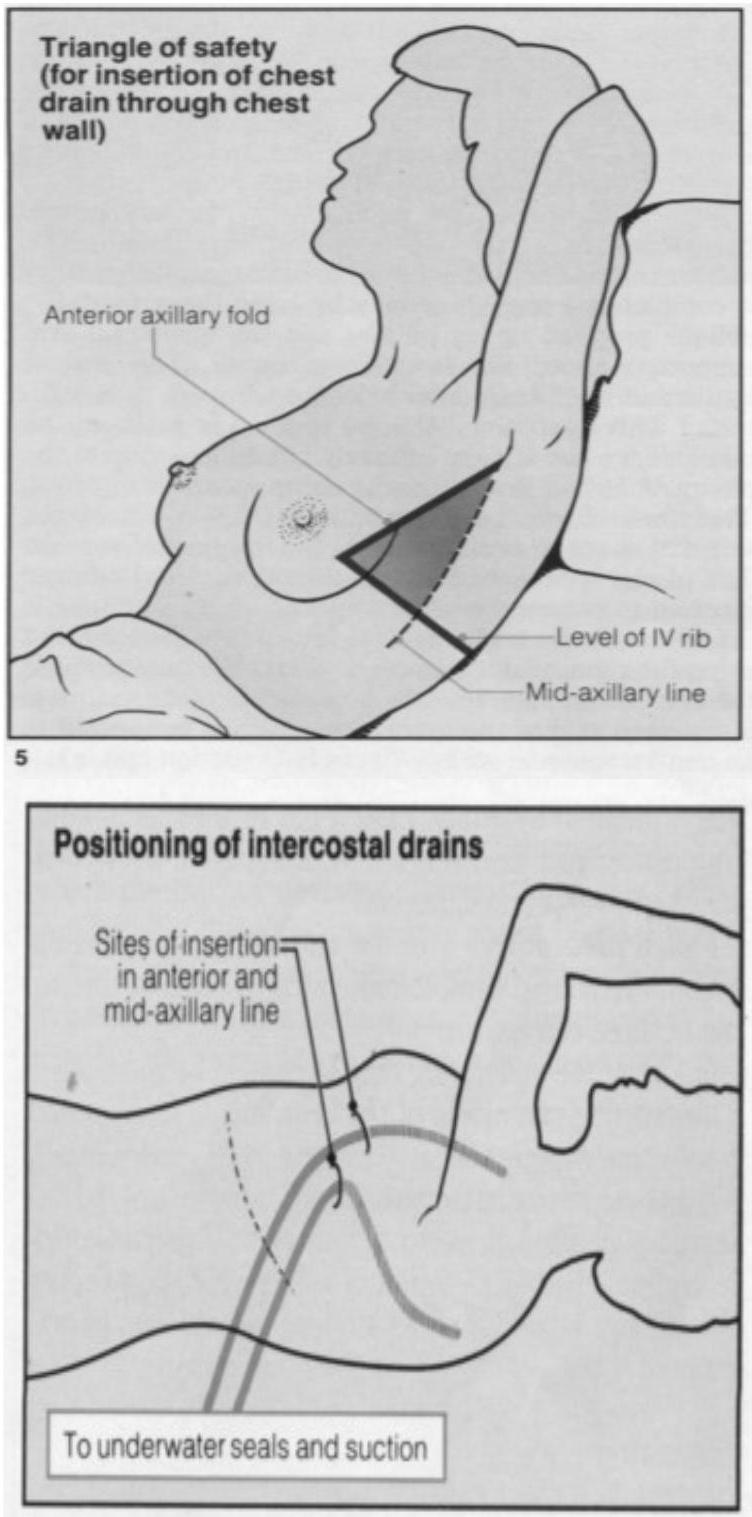 Triangle of safety
(for insertion of chest
drain through chest
wall)
Anterior axillary fold
Level of IV rib
Mid-axillary line
5
Positioning of intercostal drains
Sites of insertion
in anterior and
mid-axillary line
To underwater seals and suction